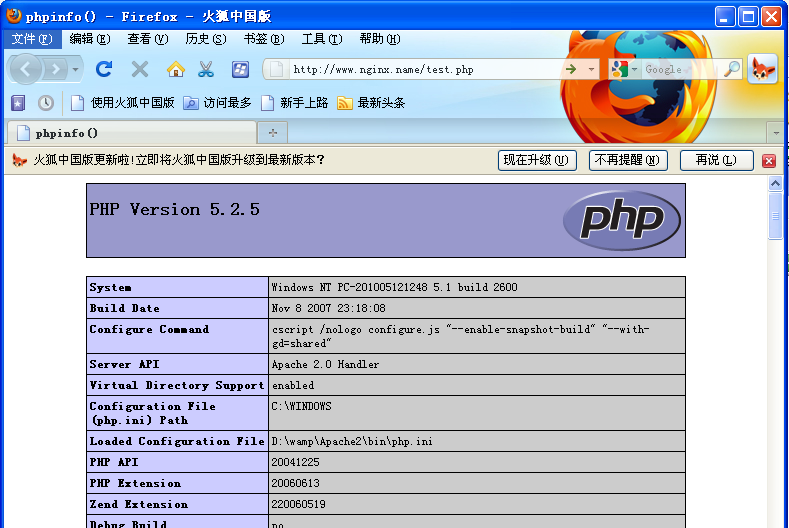 phpinfo() - Firefox - 火狐中国版
文件(F) 编辑(E) 查看(V) 历史(S) 书签(B) 工具(T) 帮助(H)
http://www.nginx.name/test.php Google
使用火狐中国版 访问最多 新手上路 最新头条
phpinfo()
火狐中国版更新啦!立即将火狐中国版升级到最新版本? 现在升级(U) 不再提醒(N) 再说(L)
PHP Version 5.2.5 php
System Windows NT PC-201005121248 5.1 build 2600
Build Date Nov 8 2007 23:18:08
Configure Command cscript /nologo configure.js "--enable-snapshot-build" "--with-
gd=shared"
Server API Apache 2.0 Handler
Virtual Directory Support enabled
Configuration File C:\WINDOWS
(php.ini) Path
Loaded Configuration File D:\wamp\Apache2\bin\php.ini
PHP API 20041225
PHP Extension 20060613
Zend Extension 220060519
Debug Build no